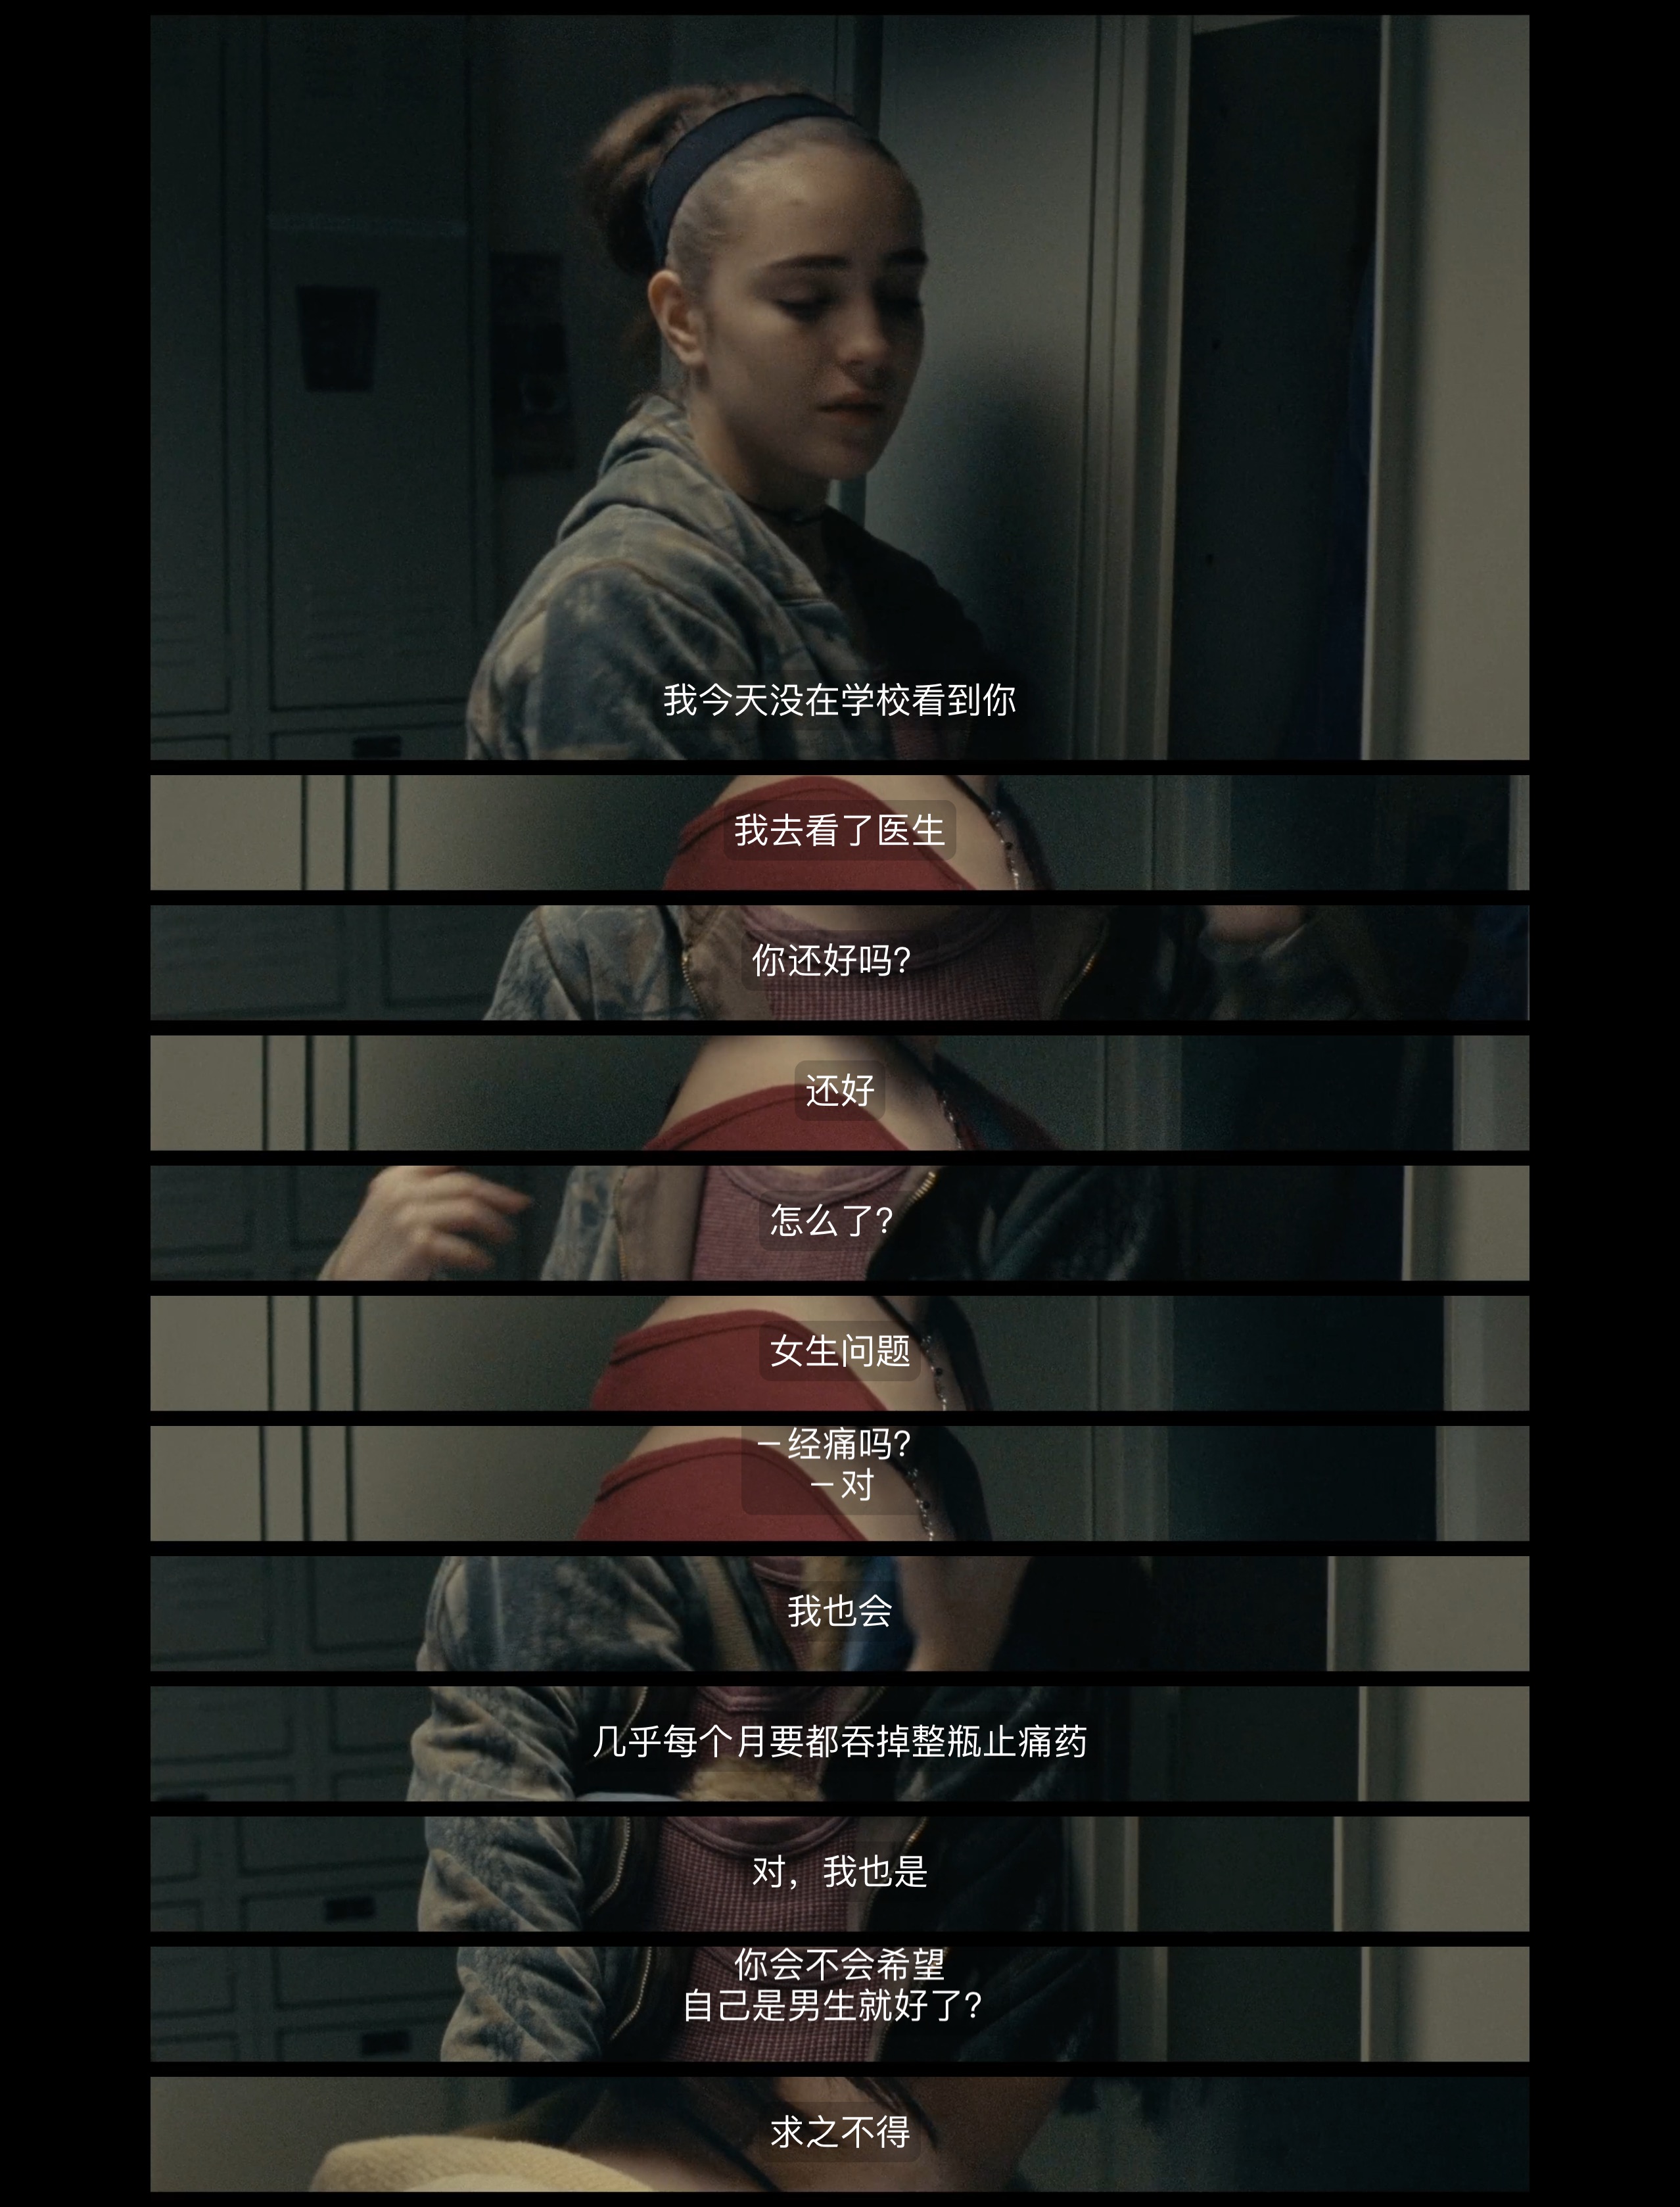 我今天没在学校看到你
我去看了医生
你还好吗?
还好
怎么了?
女生问题
－经痛吗?
－对
我也会
几乎每个月要都吞掉整瓶止痛药
对，我也是
你会不会希望
自己是男生就好了?
求之不得